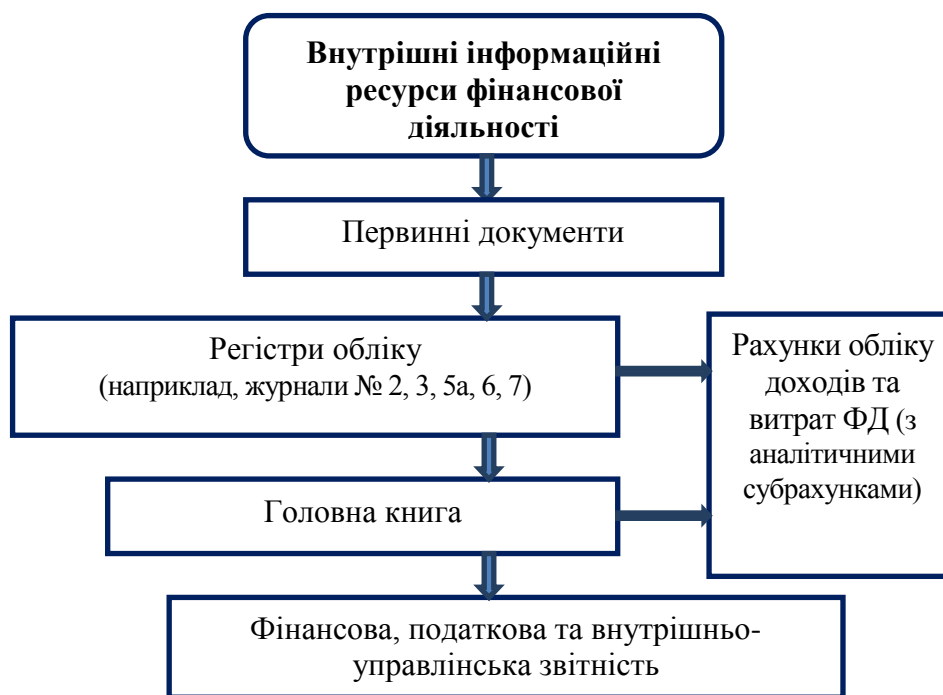 Внутрішні інформаційні
ресурси фінансової
діяльності
Первинні документи
Регістри обліку
(наприклад, журнали № 2, 3, 5а, 6, 7)
Рахунки обліку
доходів та
витрат ФД (з
аналітичними
субрахунками)
Головна книга
Фінансова, податкова та внутрішньо-
управлінська звітність